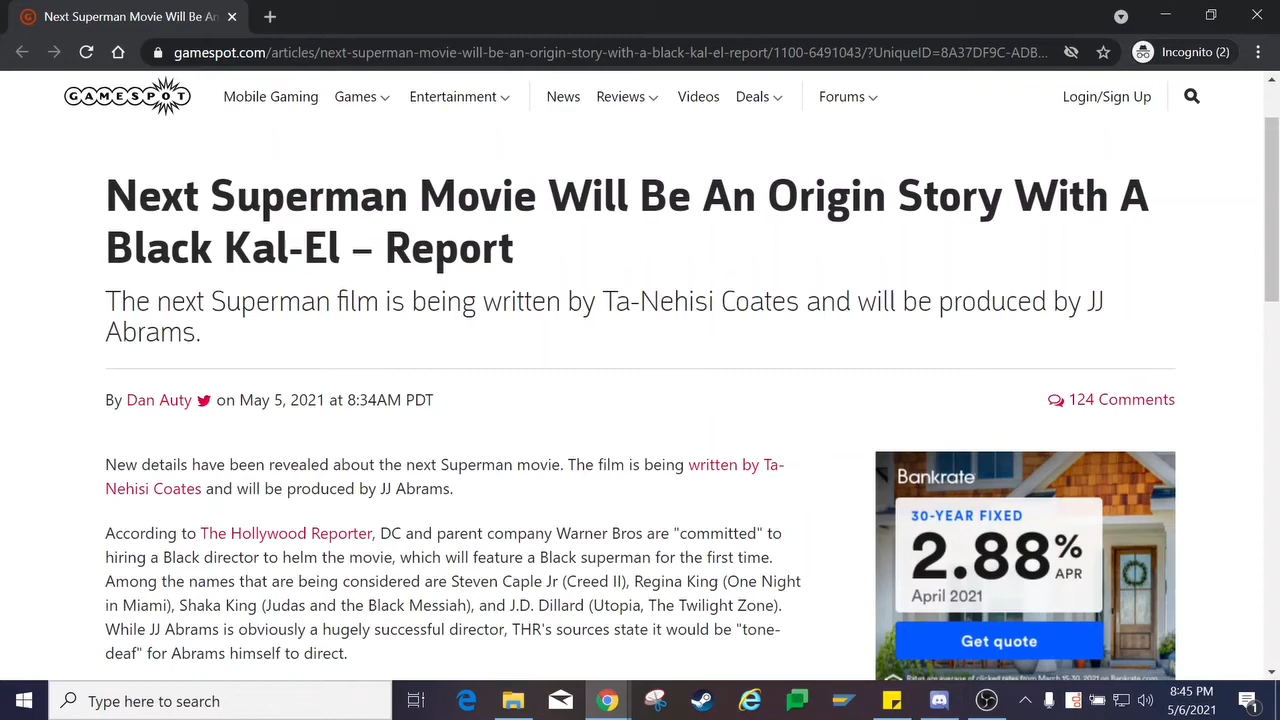 Next Superman Movie Will Be An
gamespot.com/articles/next-superman-movie-will-be-an-origin-story-with-a-black-kal-el-report/1100-6491043/?UniqueID=8A37DF9C-ADB...
Incognito (2)
GAMESPOT
Mobile Gaming Games Entertainment News Reviews Videos Deals Forums Login/Sign Up
Next Superman Movie Will Be An Origin Story With A
Black Kal-El – Report
The next Superman film is being written by Ta-Nehisi Coates and will be produced by JJ
Abrams.
By Dan Auty on May 5, 2021 at 8:34AM PDT
124 Comments
New details have been revealed about the next Superman movie. The film is being written by Ta-
Nehisi Coates and will be produced by JJ Abrams.
According to The Hollywood Reporter, DC and parent company Warner Bros are "committed" to
hiring a Black director to helm the movie, which will feature a Black superman for the first time.
Among the names that are being considered are Steven Caple Jr (Creed II), Regina King (One Night
in Miami), Shaka King (Judas and the Black Messiah), and J.D. Dillard (Utopia, The Twilight Zone).
While JJ Abrams is obviously a hugely successful director, THR's sources state it would be "tone-
deaf" for Abrams himself to direct.
Bankrate
30-YEAR FIXED
2.88% APR
April 2021
Get quote
Type here to search
8:45 PM
5/6/2021
1